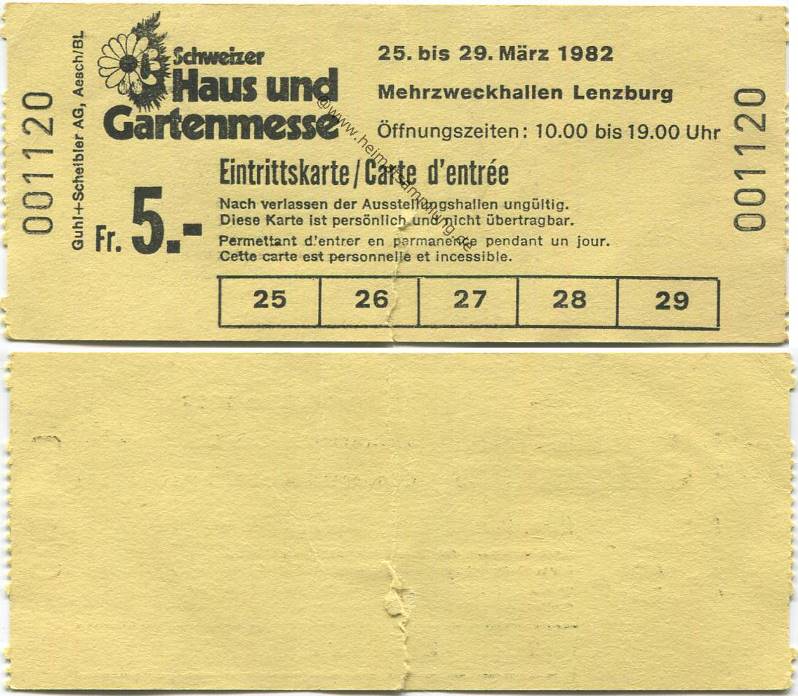 001120
Guhl+Scheibler AG, Aesch/BL
Schweizer
Haus und
Gartenmesse
25. bis 29. März 1982
Mehrzweckhallen Lenzburg
Öffnungszeiten: 10.00 bis 19.00 Uhr
Fr. 5.-
Eintrittskarte/Carte d'entrée
Nach verlassen der Ausstellungshallen ungültig.
Diese Karte ist persönlich und nicht übertragbar.
Permettant d'entrer en permanence pendant un jour.
Cette carte est personnelle et incessible.
25 26 27 28 29
001120
@www.heimatsammlung.de